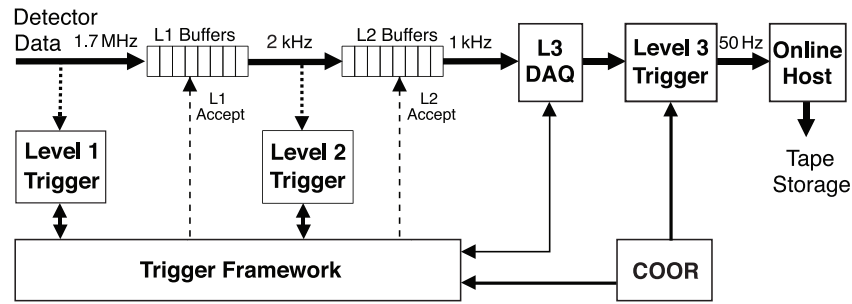 Detector
Data
1.7 MHz
L1 Buffers
2 kHz
L2 Buffers
1 kHz
L3
DAQ
Level 3
Trigger
50 Hz
Online
Host
L1
Accept
L2
Accept
Level 1
Trigger
Level 2
Trigger
Tape
Storage
Trigger Framework
COOR